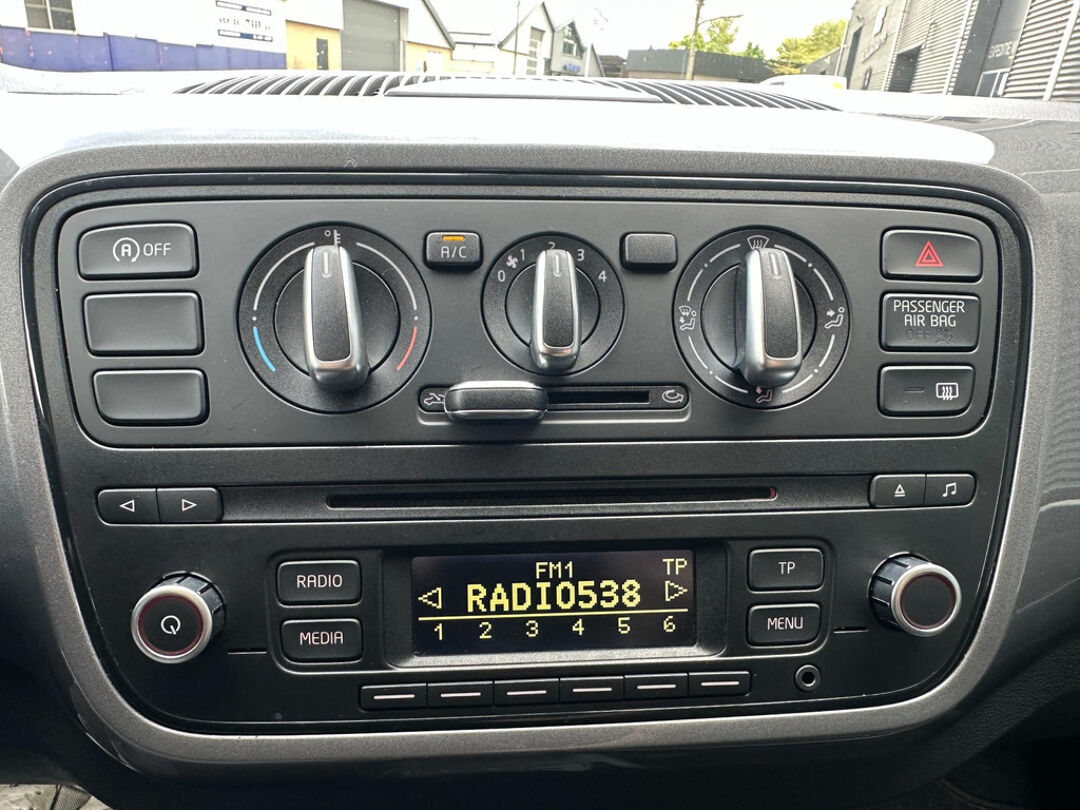 A OFF
A/C
0 1 2 3 4
PASSENGER
AIR BAG
OFF
RADIO
MEDIA
FM1 TP
RADIO538
1 2 3 4 5 6
TP
MENU